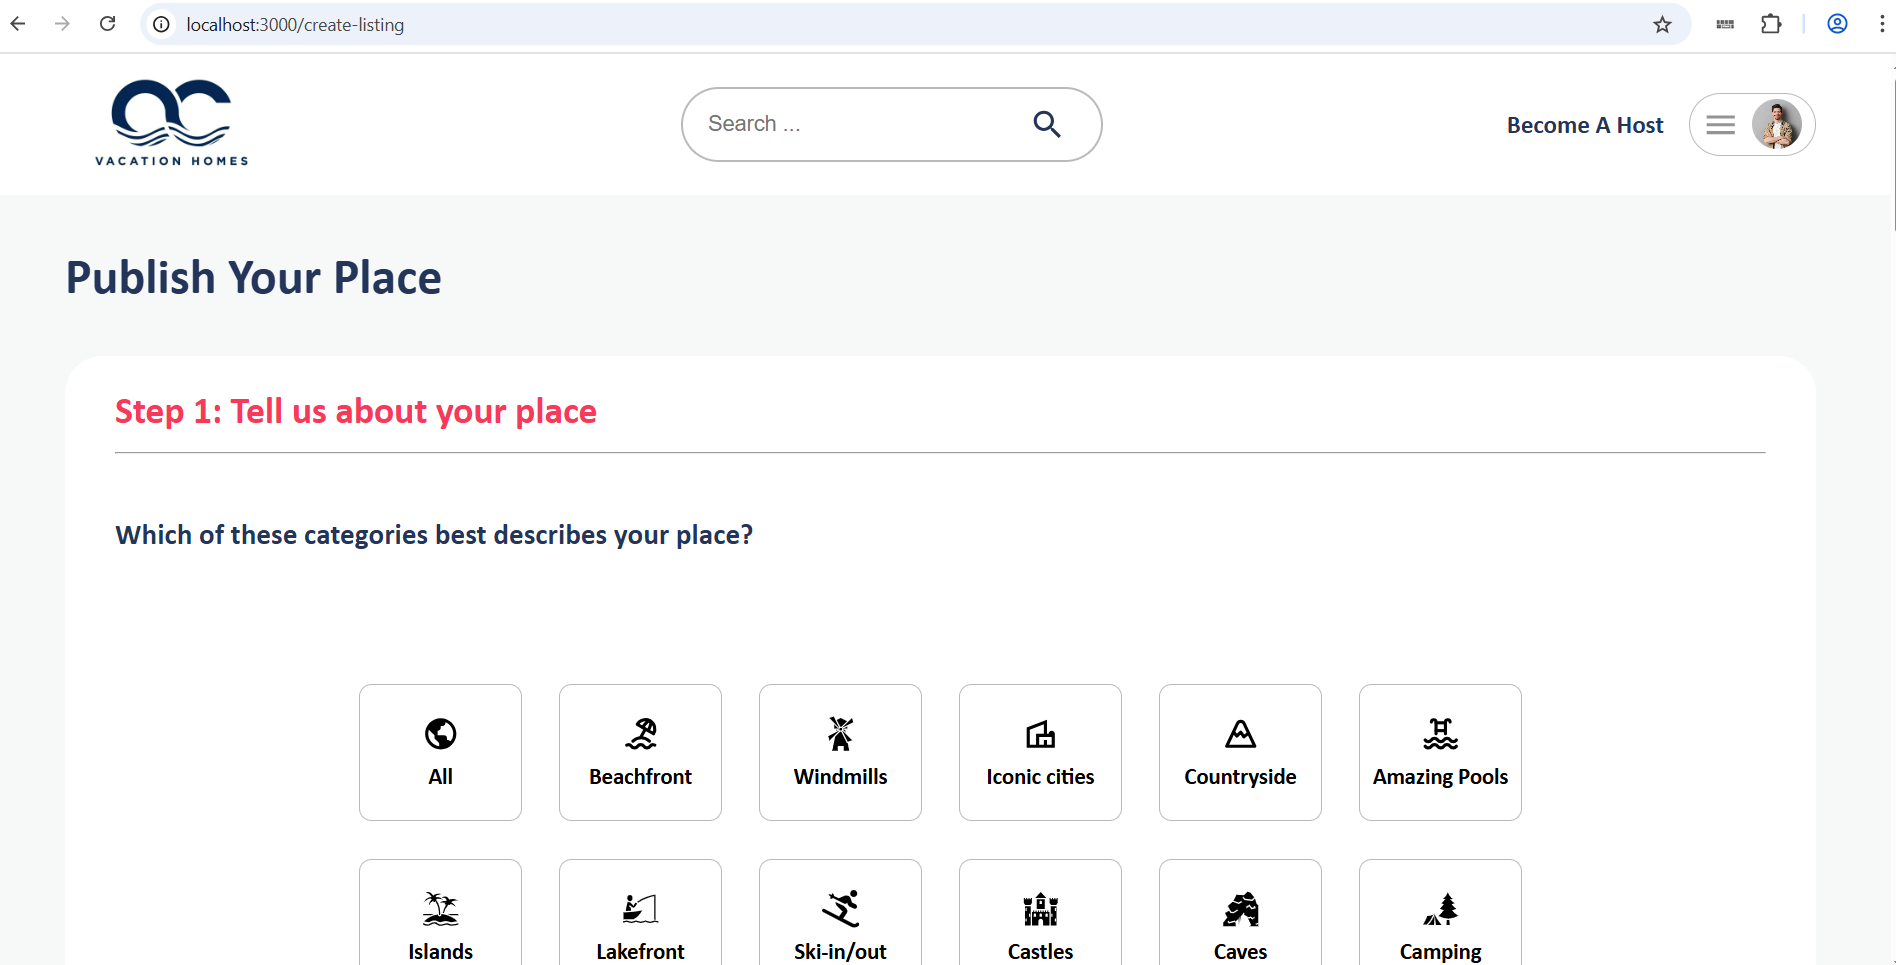 localhost:3000/create-listing
VACATION HOMES
Search ...
Become A Host
Publish Your Place
Step 1: Tell us about your place
Which of these categories best describes your place?
All
Beachfront
Windmills
Iconic cities
Countryside
Amazing Pools
Islands
Lakefront
Ski-in/out
Castles
Caves
Camping